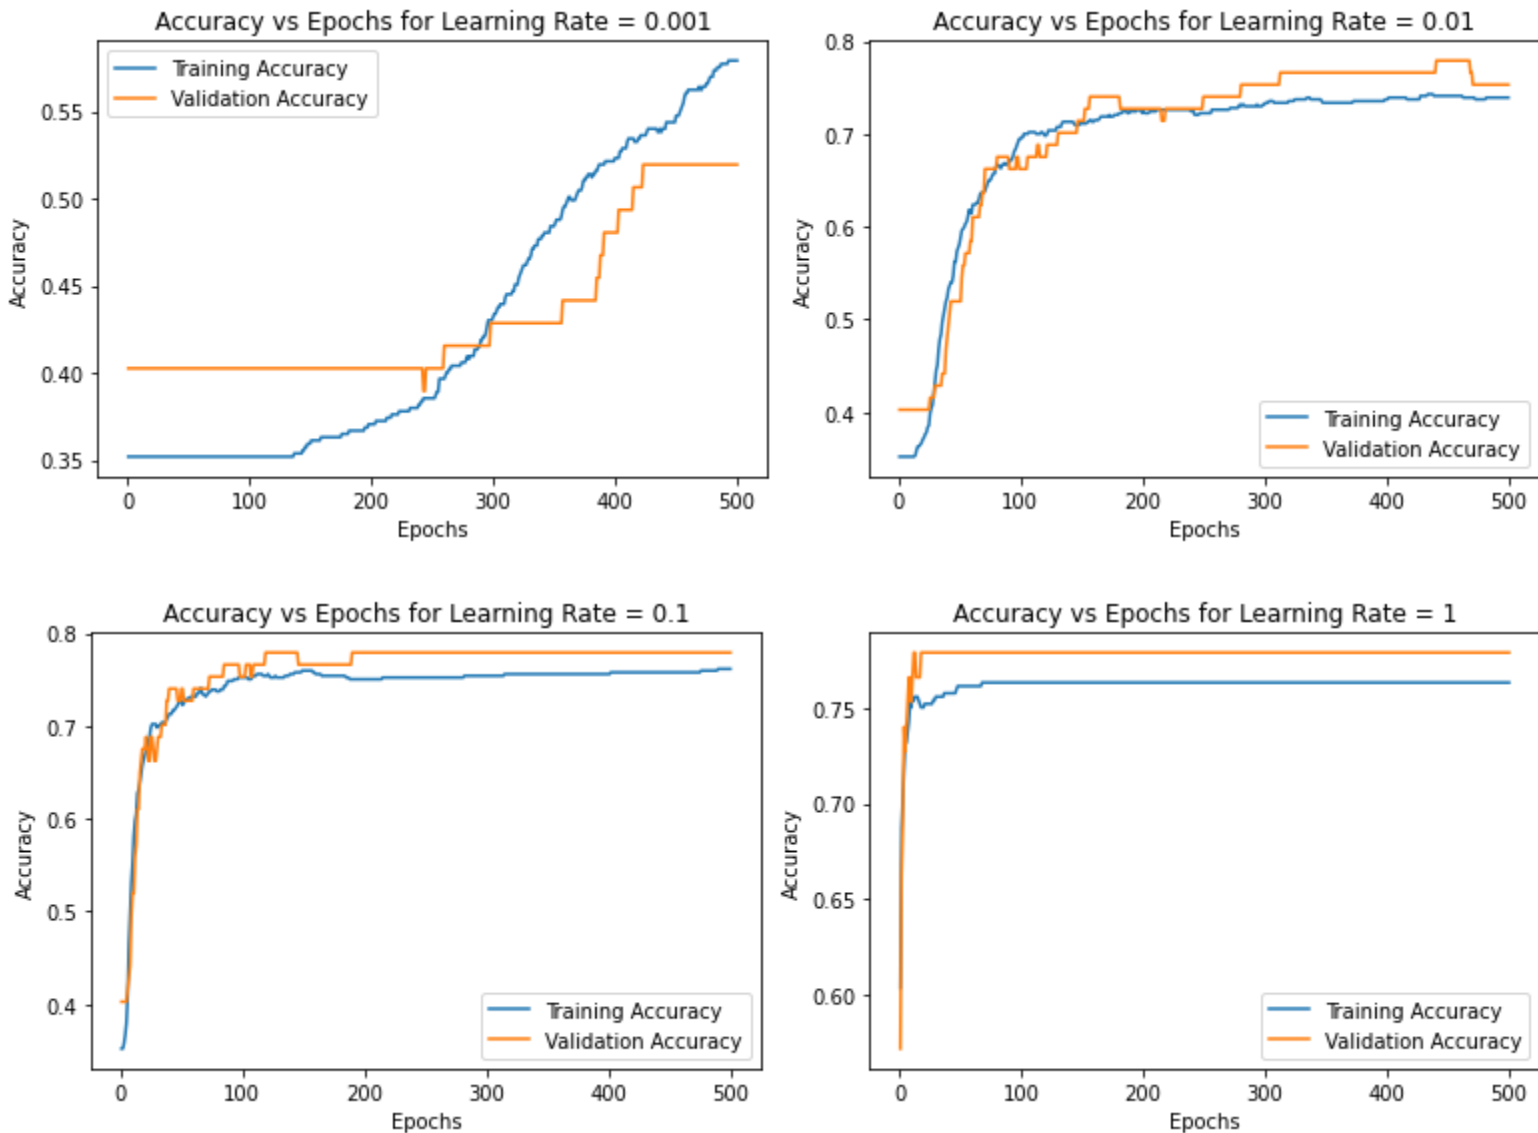 Accuracy vs Epochs for Learning Rate = 0.001
Training Accuracy
Validation Accuracy
0.55
0.50
0.45
0.40
0.35
Accuracy
0 100 200 300 400 500
Epochs
Accuracy vs Epochs for Learning Rate = 0.01
0.8
0.7
0.6
0.5
0.4
Accuracy
Training Accuracy
Validation Accuracy
0 100 200 300 400 500
Epochs
Accuracy vs Epochs for Learning Rate = 0.1
0.8
0.7
0.6
0.5
0.4
Accuracy
Training Accuracy
Validation Accuracy
0 100 200 300 400 500
Epochs
Accuracy vs Epochs for Learning Rate = 1
0.75
0.70
0.65
0.60
Accuracy
Training Accuracy
Validation Accuracy
0 100 200 300 400 500
Epochs